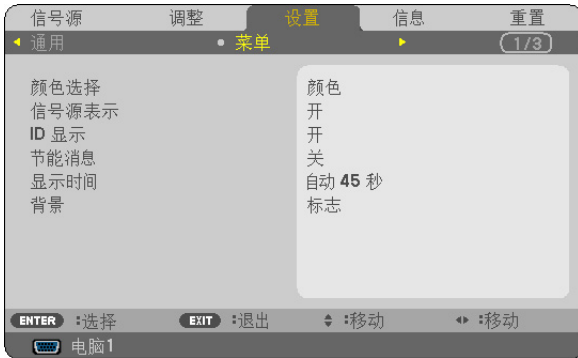 信号源 调整 设置 信息 重置
通用 • 菜单 1/3
颜色选择 颜色
信号源表示 开
ID 显示 开
节能消息 关
显示时间 自动 45 秒
背景 标志
ENTER :选择 EXIT :退出 :移动 :移动
电脑1